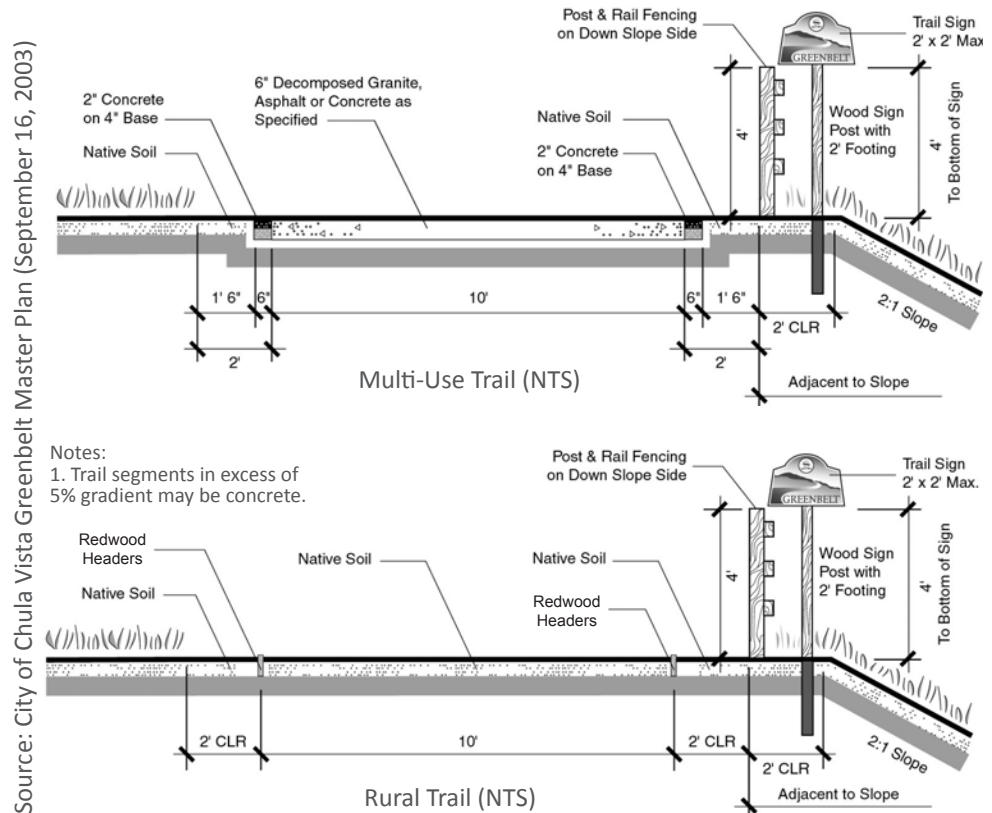 Source: City of Chula Vista Greenbelt Master Plan (September 16, 2003)
Post & Rail Fencing
on Down Slope Side
Trail Sign
2' x 2' Max.
GREENBELT
6" Decomposed Granite,
Asphalt or Concrete as
Specified
2" Concrete
on 4" Base
Native Soil
Native Soil
2" Concrete
on 4" Base
4'
Wood Sign
Post with
2' Footing
4'
To Bottom of Sign
2:1 Slope
1' 6"
6"
10'
6"
1' 6"
2' CLR
2'
2'
Multi-Use Trail (NTS)
Adjacent to Slope
Notes:
1. Trail segments in excess of
5% gradient may be concrete.
Post & Rail Fencing
on Down Slope Side
Trail Sign
2' x 2' Max.
GREENBELT
Redwood
Headers
Native Soil
Native Soil
Native Soil
Redwood
Headers
4'
Wood Sign
Post with
2' Footing
4'
To Bottom of Sign
2:1 Slope
2' CLR
10'
2' CLR
2' CLR
Rural Trail (NTS)
Adjacent to Slope